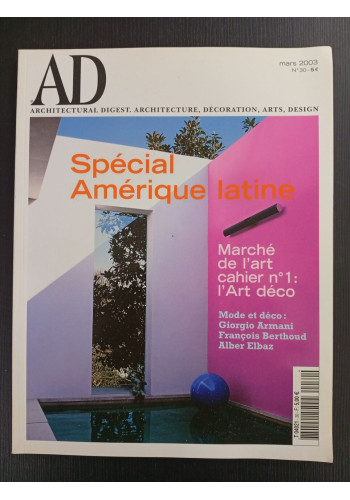 AD
mars 2003
N°30-5€
ARCHITECTURAL DIGEST. ARCHITECTURE, DÉCORATION, ARTS, DESIGN
Spécial
Amérique latine
Marché
de l'art
cahier n°1:
l'Art déco
Mode et déco :
Giorgio Armani
François Berthoud
Alber Elbaz